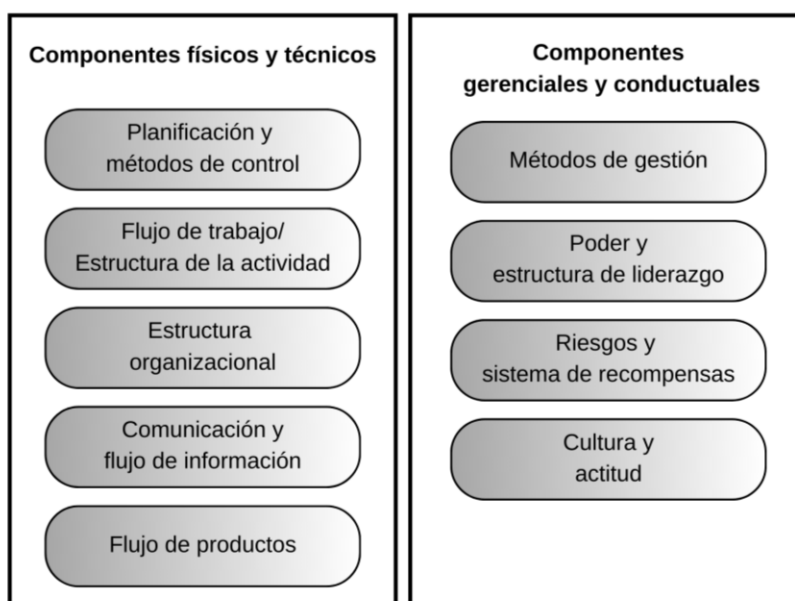 Componentes físicos y técnicos
Planificación y
métodos de control
Flujo de trabajo/
Estructura de la actividad
Estructura
organizacional
Comunicación y
flujo de información
Flujo de productos
Componentes
gerenciales y conductuales
Métodos de gestión
Poder y
estructura de liderazgo
Riesgos y
sistema de recompensas
Cultura y
actitud